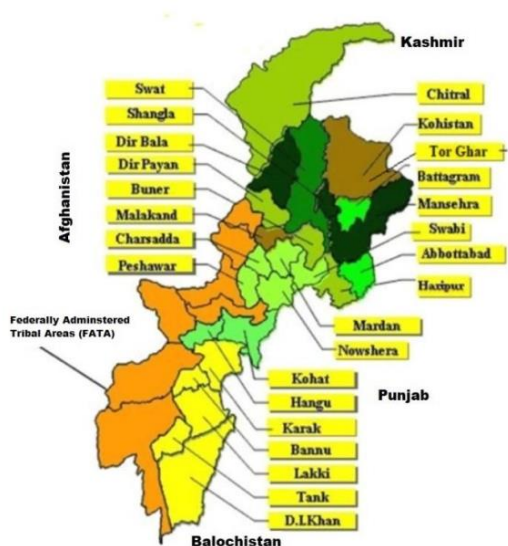 Kashmir
Swat
Shangla
Dir Bala
Dir Payan
Buner
Malakand
Charsadda
Peshawar
Afghanistan
Chitral
Kohistan
Tor Ghar
Battagram
Mansehra
Swabi
Abbottabad
Haripur
Mardan
Nowshera
Federally Adminstered
Tribal Areas (FATA)
Kohat
Hangu
Karak
Bannu
Lakki
Tank
D.I.Khan
Punjab
Balochistan